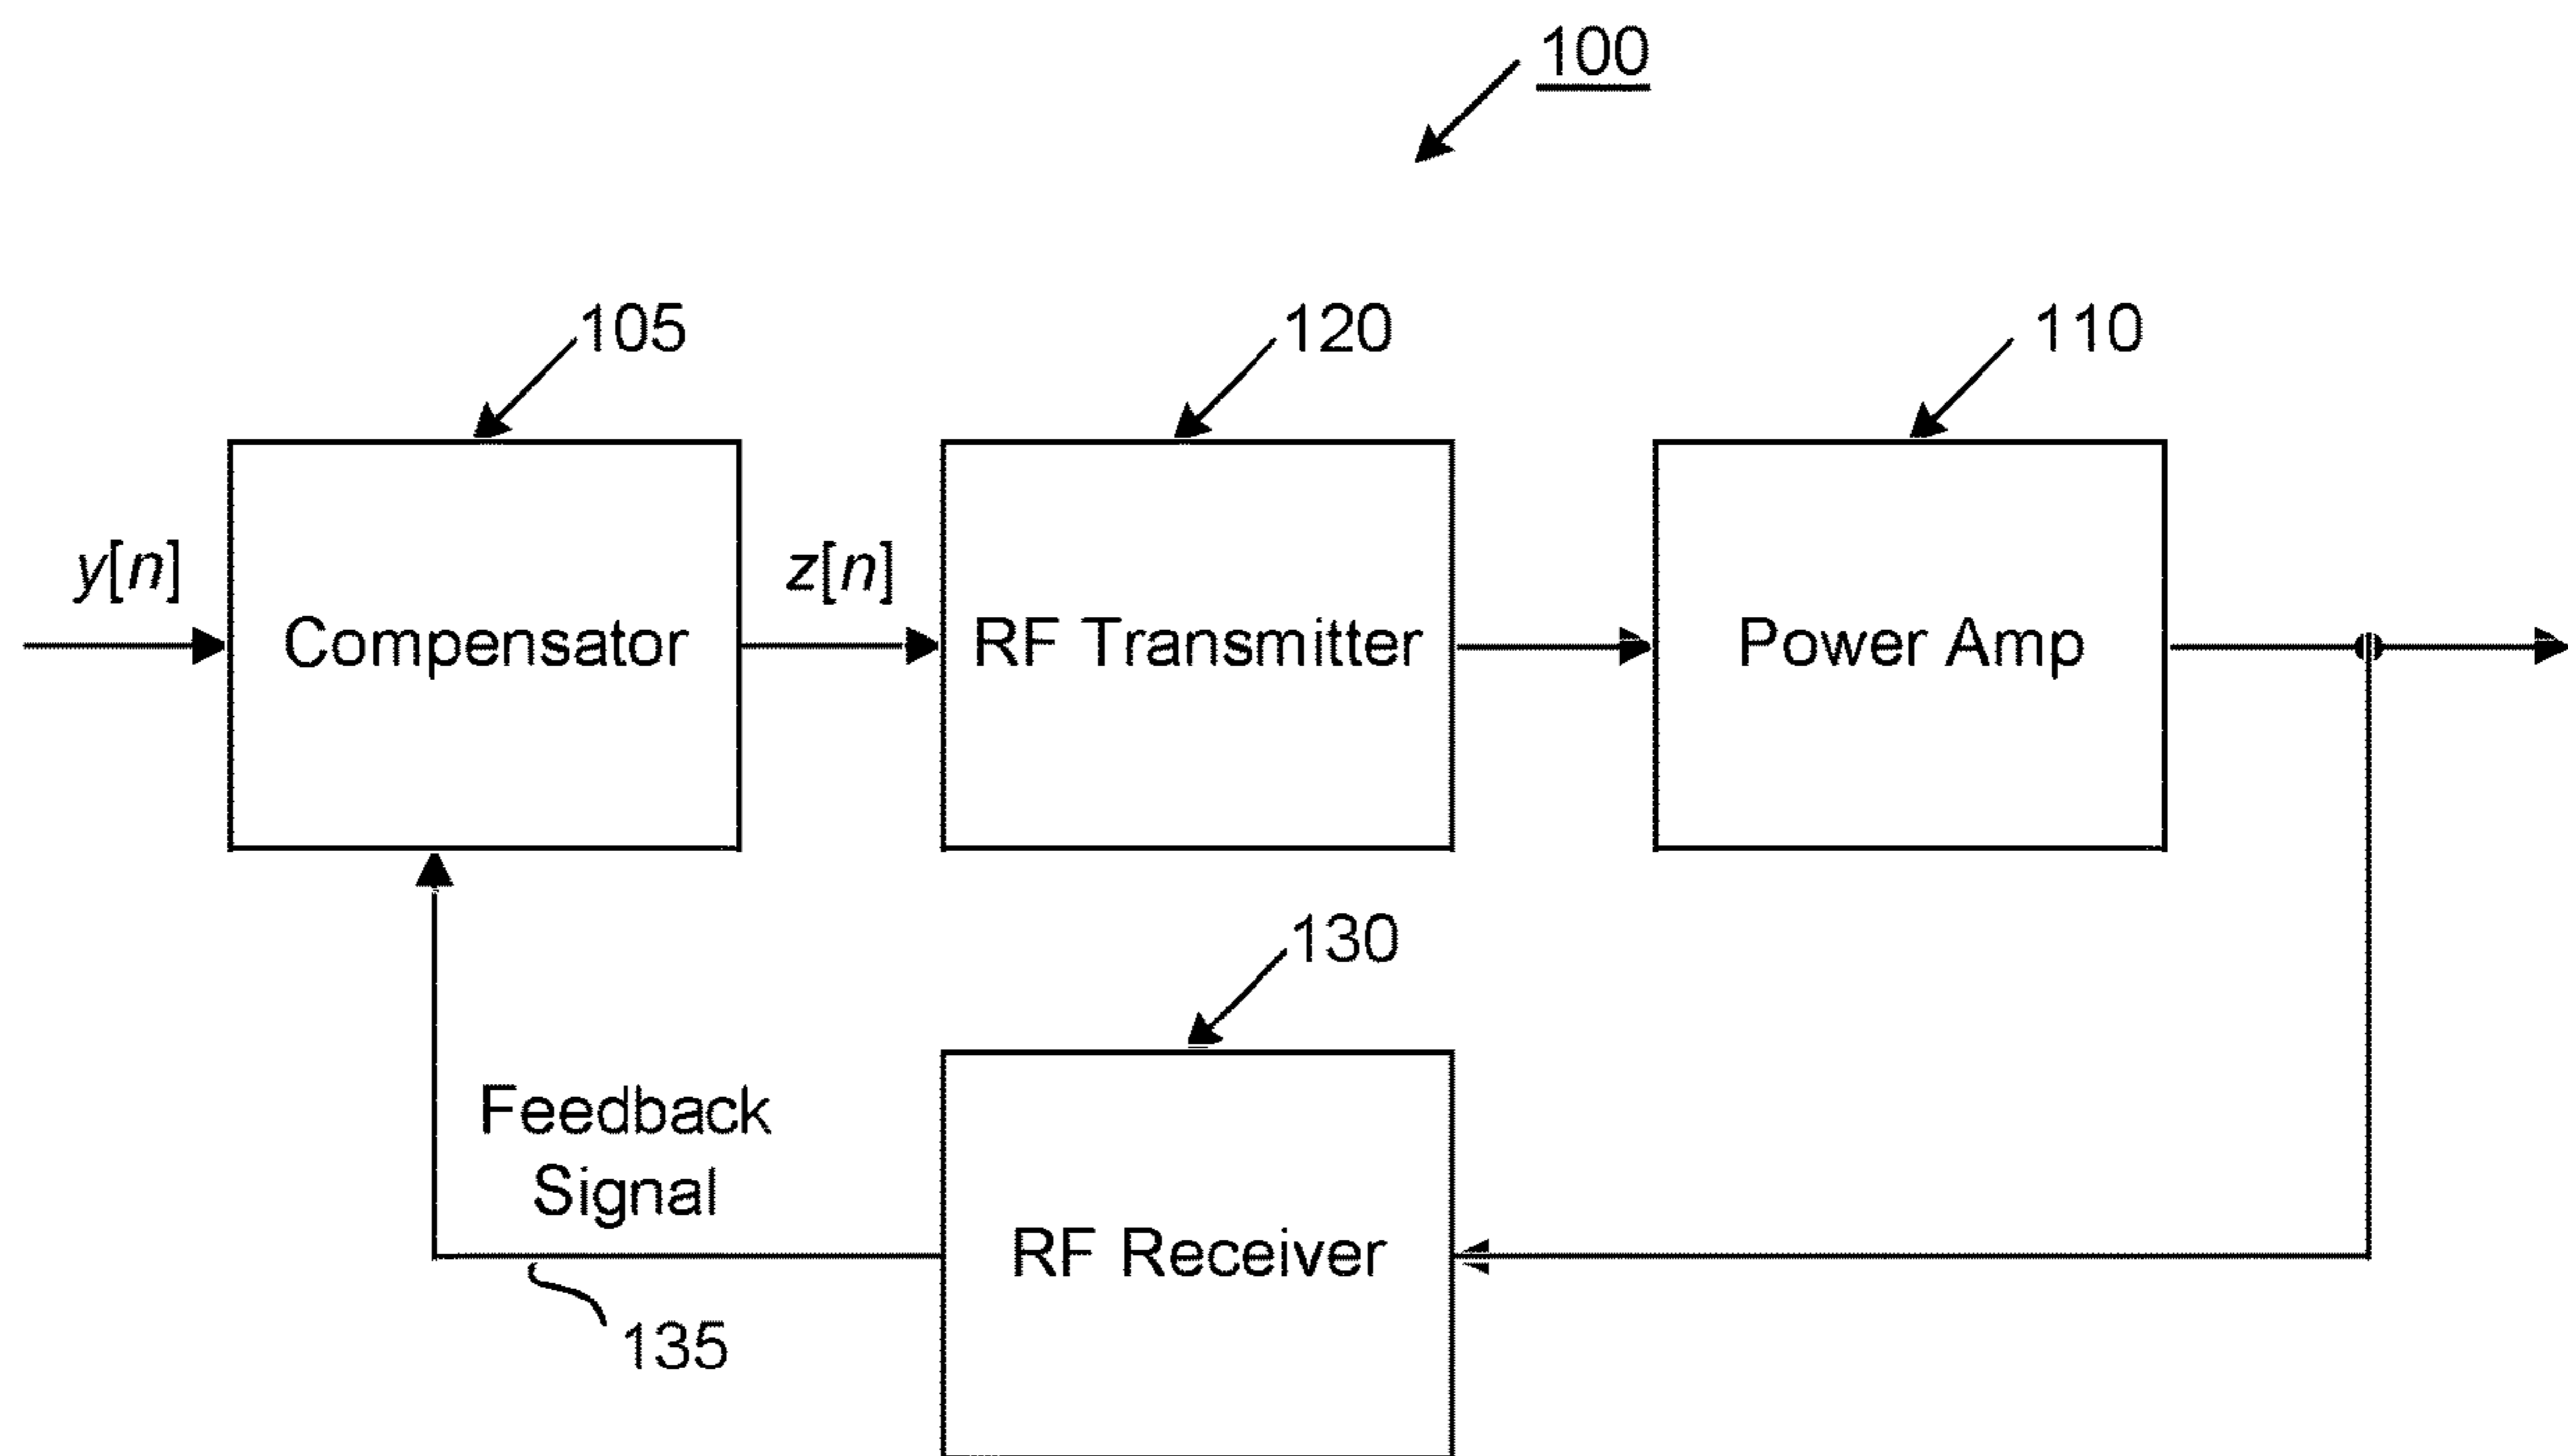 100
105
120
110
y[n]
Compensator
z[n]
RF Transmitter
Power Amp
130
Feedback
Signal
RF Receiver
135